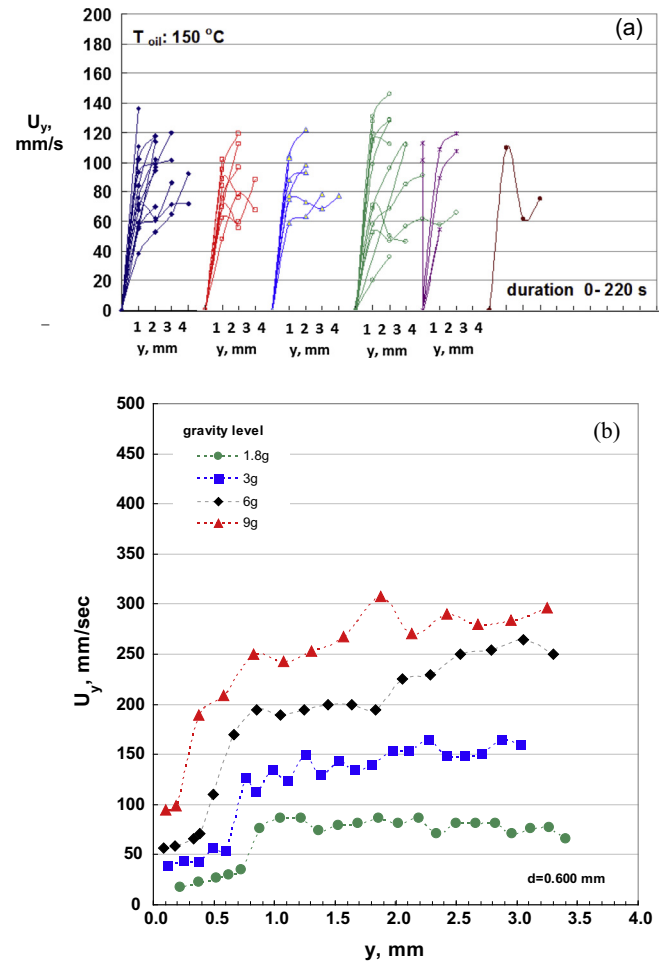 200
(a)
T oil: 150 °C
180
160
140
Uy,
mm/s
120
100
80
60
40
20
duration 0- 220 s
0
1 2 3 4 1 2 3 4 1 2 3 4 1 2 3 4 1 2 3 4
y, mm y, mm y, mm y, mm y, mm
500
(b)
gravity level
450
1.8g
3g
400
6g
9g
350
300
Uy, mm/sec
250
200
150
100
50
d=0.600 mm
0
0.0 0.5 1.0 1.5 2.0 2.5 3.0 3.5 4.0
y, mm